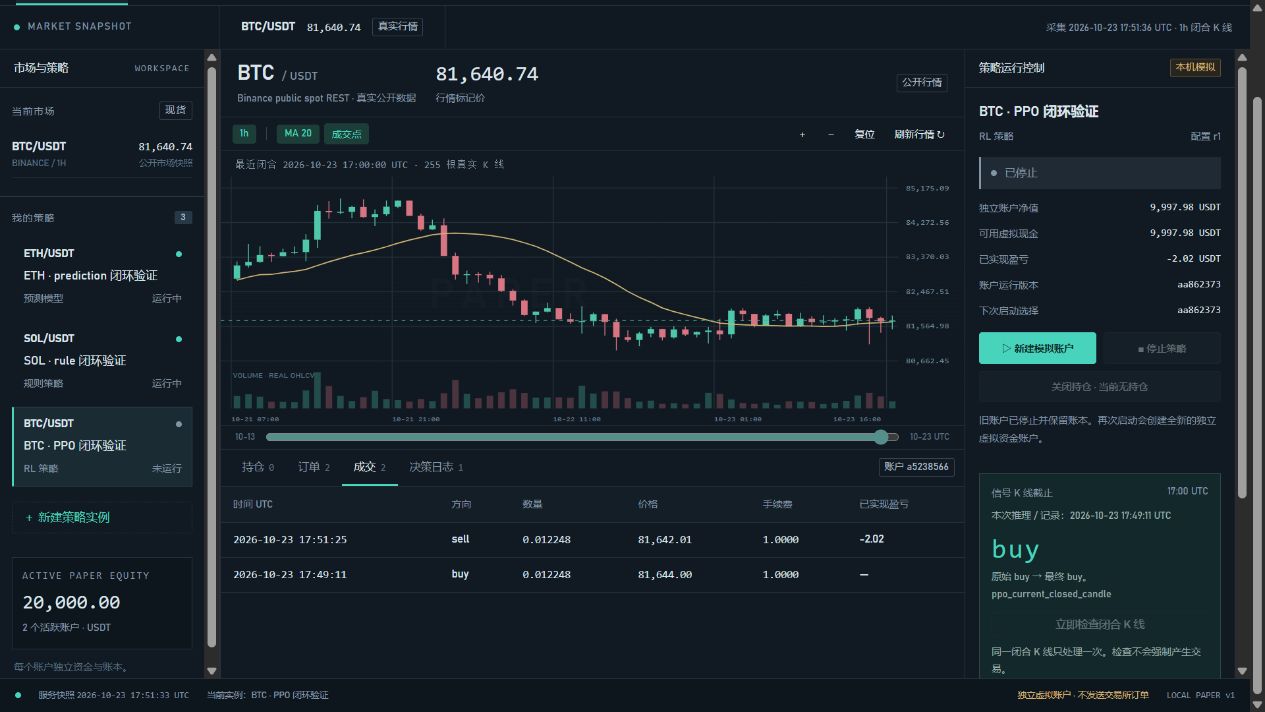 MARKET SNAPSHOT
BTC/USDT 81,640.74 真实行情
采集 2026-10-23 17:51:36 UTC · 1h 闭合 K 线
市场与策略 WORKSPACE
当前市场 现货
BTC/USDT 81,640.74
BINANCE / 1H 公开市场快照
我的策略 3
ETH/USDT
ETH · prediction 闭环验证
预测模型 运行中
SOL/USDT
SOL · rule 闭环验证
规则策略 运行中
BTC/USDT
BTC · PPO 闭环验证
RL 策略 未运行
+ 新建策略实例
ACTIVE PAPER EQUITY
20,000.00
2 个活跃账户 · USDT
每个账户独立资金与账本。
BTC / USDT 81,640.74
Binance public spot REST · 真实公开数据 行情标记价
公开行情
1h MA 20 成交点
+ − 复位 刷新行情 ↻
最近闭合 2026-10-23 17:00:00 UTC · 255 根真实 K 线
85,175.09
84,272.56
83,370.03
82,467.51
81,564.98
80,662.45
PAPER
VOLUME REAL OHLCV
10-21 07:00 10-21 21:00 10-22 11:00 10-23 01:00 10-23 16:00
10-13 10-23 UTC
持仓 0 订单 2 成交 2 决策日志 1 账户 a5238566
时间 UTC 方向 数量 价格 手续费 已实现盈亏
2026-10-23 17:51:25 sell 0.012248 81,642.01 1.0000 -2.02
2026-10-23 17:49:11 buy 0.012248 81,644.00 1.0000 —
策略运行控制 本机模拟
BTC · PPO 闭环验证
RL 策略 配置 r1
已停止
独立账户净值 9,997.98 USDT
可用虚拟现金 9,997.98 USDT
已实现盈亏 -2.02 USDT
账户运行版本 aa862373
下次启动选择 aa862373
▷ 新建模拟账户 ■ 停止策略
关闭持仓 · 当前无持仓
旧账户已停止并保留账本。再次启动会创建全新的独立
虚拟资金账户。
信号 K 线截止 17:00 UTC
本次推理 / 记录：2026-10-23 17:49:11 UTC
buy
原始 buy → 最终 buy。
ppo_current_closed_candle
立即检查闭合 K 线
同一闭合 K 线只处理一次。检查不会强制产生交
易。
服务快照 2026-10-23 17:51:33 UTC 当前实例：BTC · PPO 闭环验证
独立虚拟账户 · 不发送交易所订单 LOCAL PAPER v1